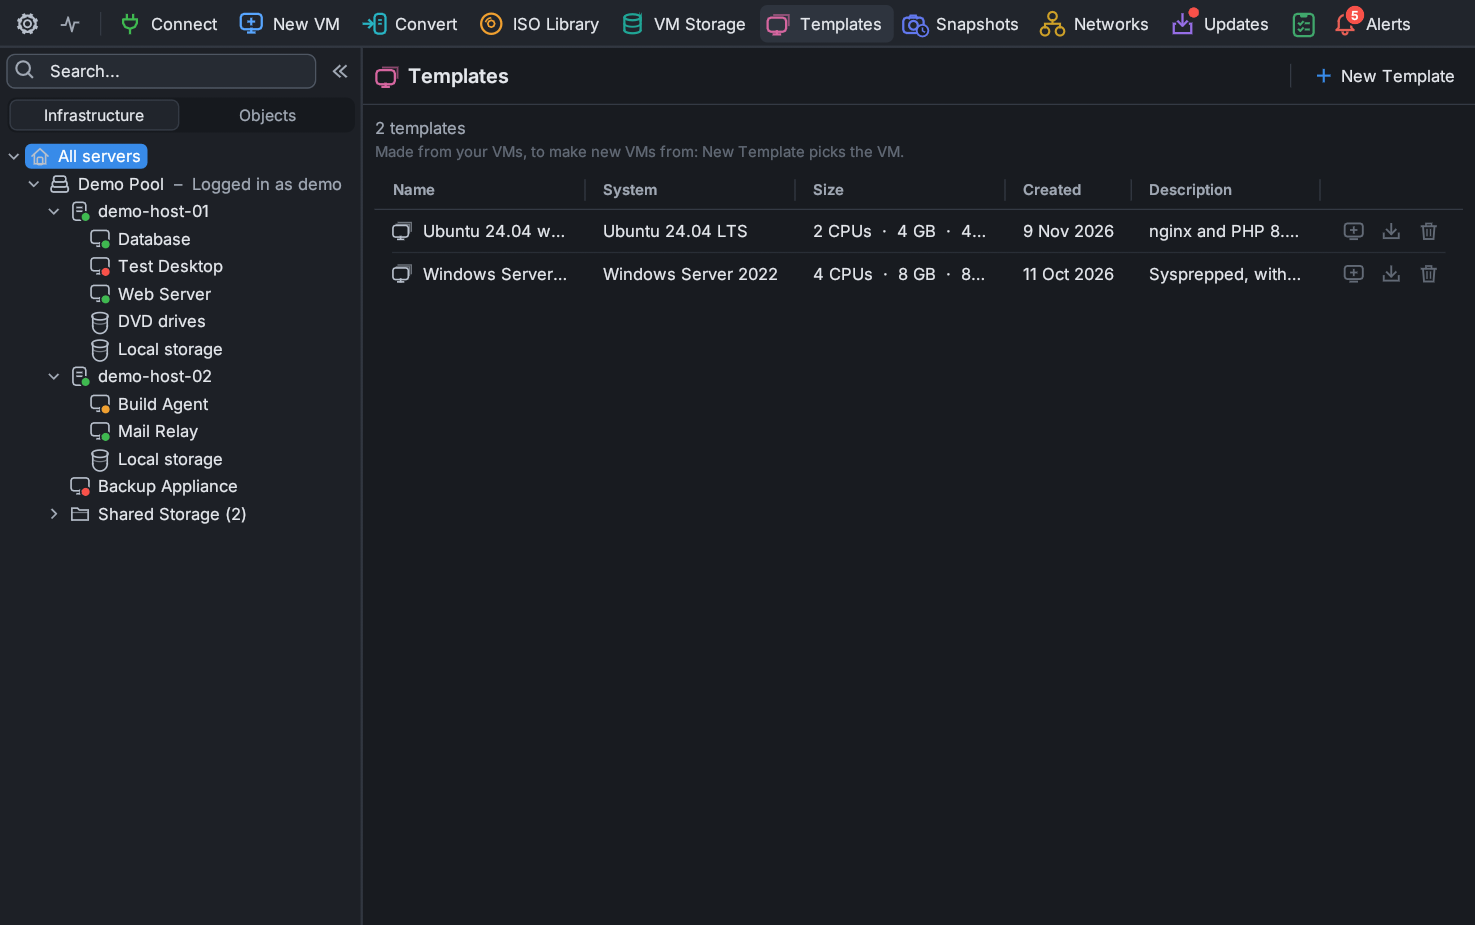 Connect New VM Convert ISO Library VM Storage Templates Snapshots Networks Updates 5 Alerts
Search...
Infrastructure Objects
All servers
Demo Pool – Logged in as demo
demo-host-01
Database
Test Desktop
Web Server
DVD drives
Local storage
demo-host-02
Build Agent
Mail Relay
Local storage
Backup Appliance
Shared Storage (2)
Templates
+ New Template
2 templates
Made from your VMs, to make new VMs from: New Template picks the VM.
Name System Size Created Description
Ubuntu 24.04 w... Ubuntu 24.04 LTS 2 CPUs · 4 GB · 4... 9 Nov 2026 nginx and PHP 8....
Windows Server... Windows Server 2022 4 CPUs · 8 GB · 8... 11 Oct 2026 Sysprepped, with...